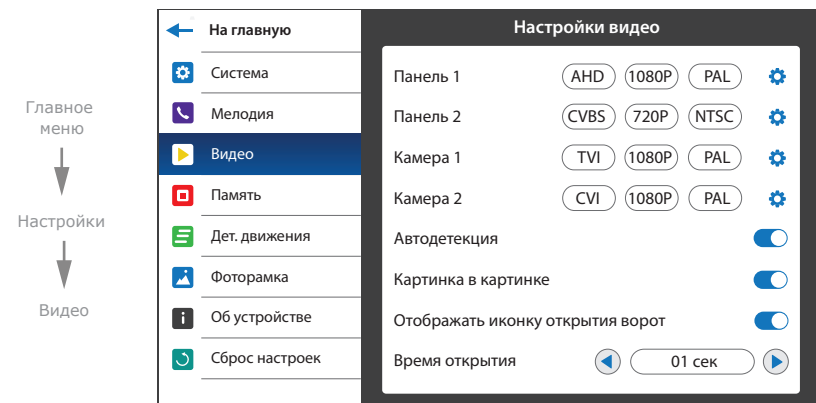 Главное
меню
Настройки
Видео
На главную
Система
Мелодия
Видео
Память
Дет. движения
Фоторамка
Об устройстве
Сброс настроек
Настройки видео
Панель 1 AHD 1080P PAL
Панель 2 CVBS 720P NTSC
Камера 1 TVI 1080P PAL
Камера 2 CVI 1080P PAL
Автодетекция
Картинка в картинке
Отображать иконку открытия ворот
Время открытия 01 сек